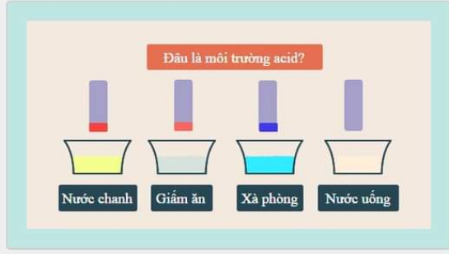 Đâu là môi trường acid?
Nước chanh
Giấm ăn
Xà phòng
Nước uống